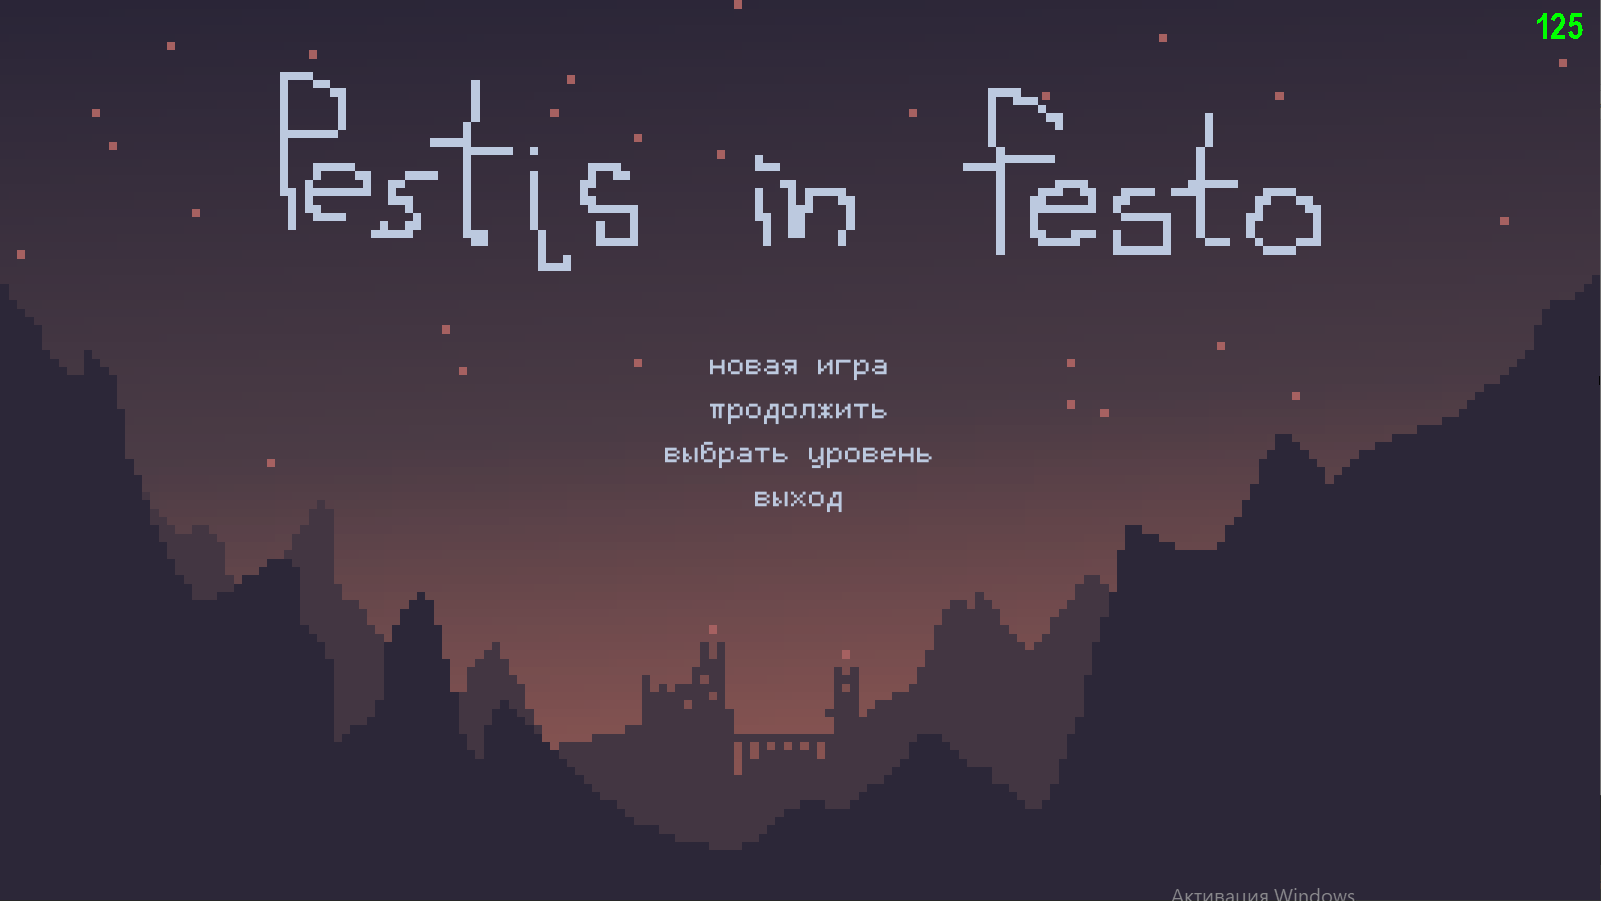 125
Pestis in festo
новая игра
продолжить
выбрать уровень
выход
Активация Windows